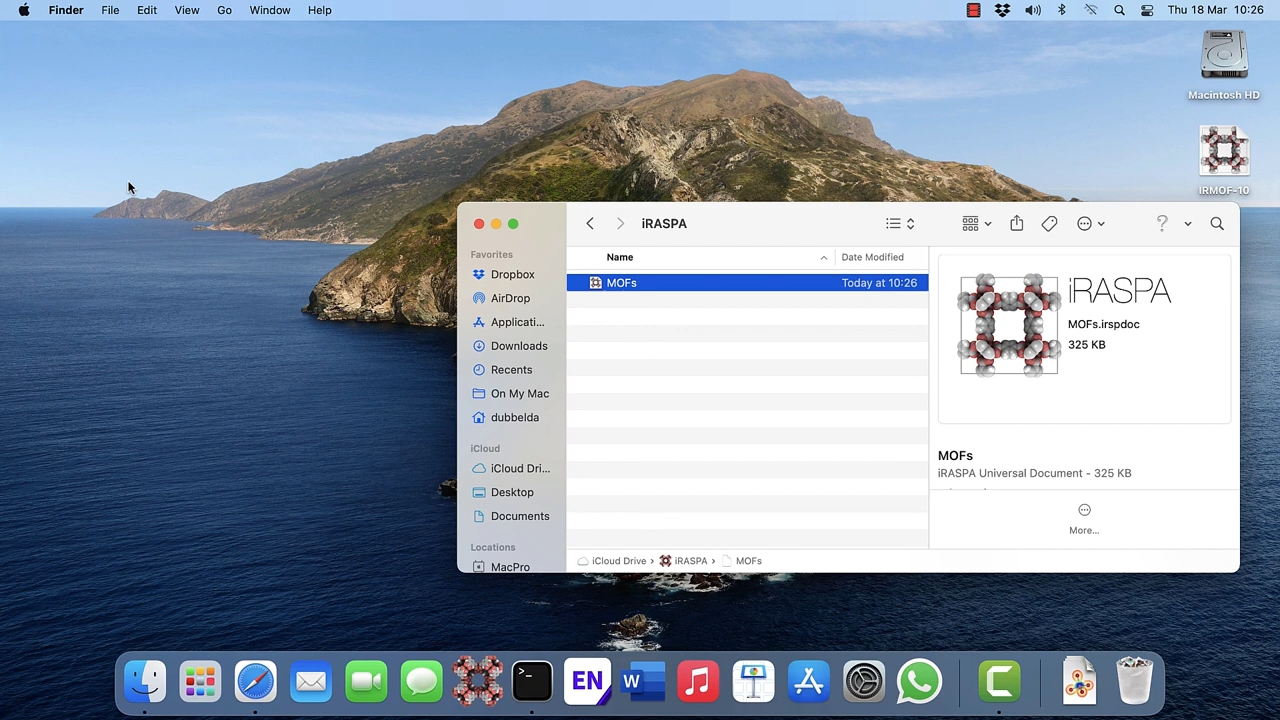 Finder File Edit View Go Window Help Thu 18 Mar 10:26
Macintosh HD
IRMOF-10
iRASPA
Favorites
Dropbox
AirDrop
Applicati...
Downloads
Recents
On My Mac
dubbelda
iCloud
iCloud Dri...
Desktop
Documents
Locations
MacPro
Name Date Modified
MOFs Today at 10:26
iRASPA
MOFs.irspdoc
325 KB
MOFs
iRASPA Universal Document - 325 KB
More...
iCloud Drive › iRASPA › MOFs
>_
EN
W
C